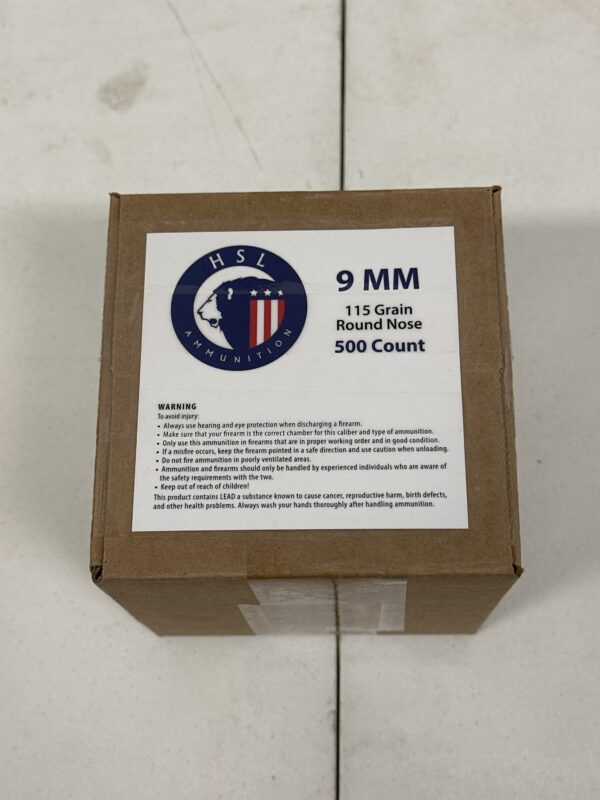 HSL
AMMUNITION
9 MM
115 Grain
Round Nose
500 Count
WARNING
To avoid injury:
• Always use hearing and eye protection when discharging a firearm.
• Make sure that your firearm is the correct chamber for this caliber and type of ammunition.
• Only use this ammunition in firearms that are in proper working order and in good condition.
• If a misfire occurs, keep the firearm pointed in a safe direction and use caution when unloading.
• Do not fire ammunition in poorly ventilated areas.
• Ammunition and firearms should only be handled by experienced individuals who are aware of
the safety requirements with the two.
• Keep out of reach of children!
This product contains LEAD a substance known to cause cancer, reproductive harm, birth defects,
and other health problems. Always wash your hands thoroughly after handling ammunition.